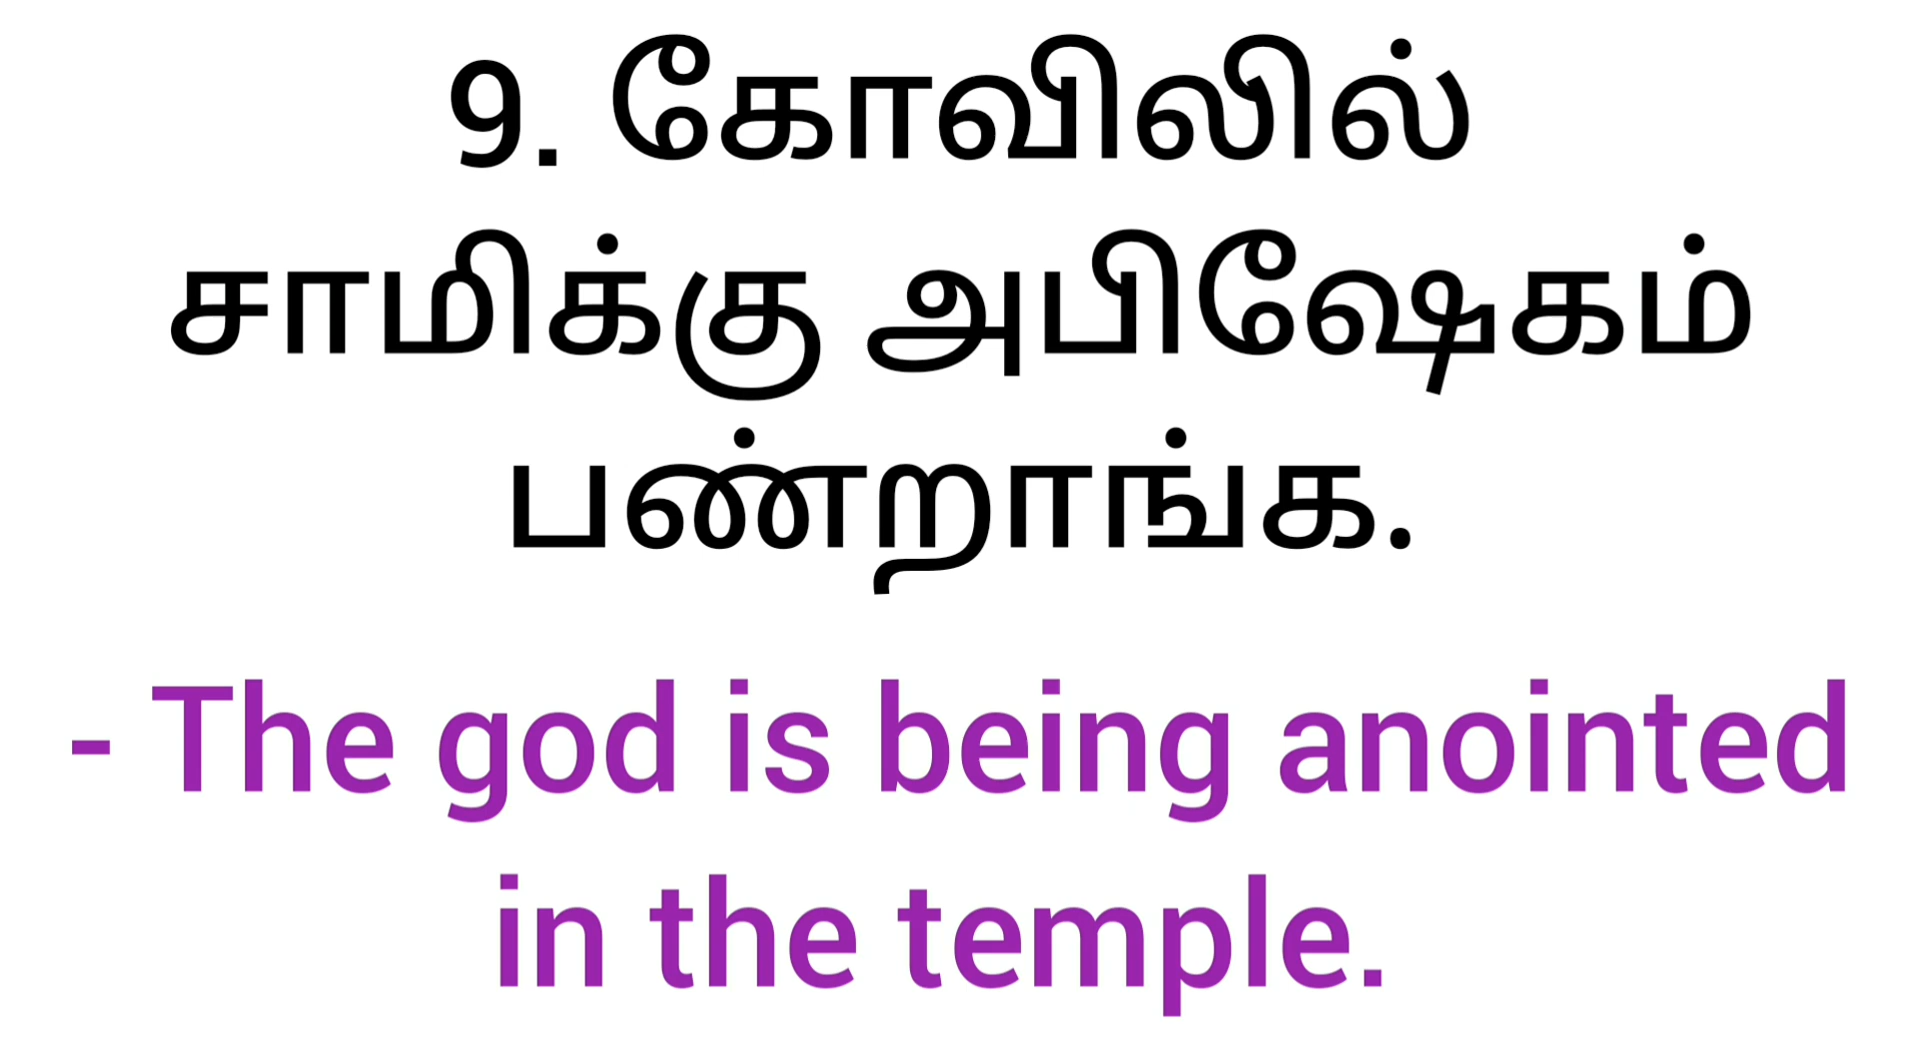 9. கோவிலில்
சாமிக்கு அபிஷேகம்
பண்றாங்க.
- The god is being anointed
in the temple.